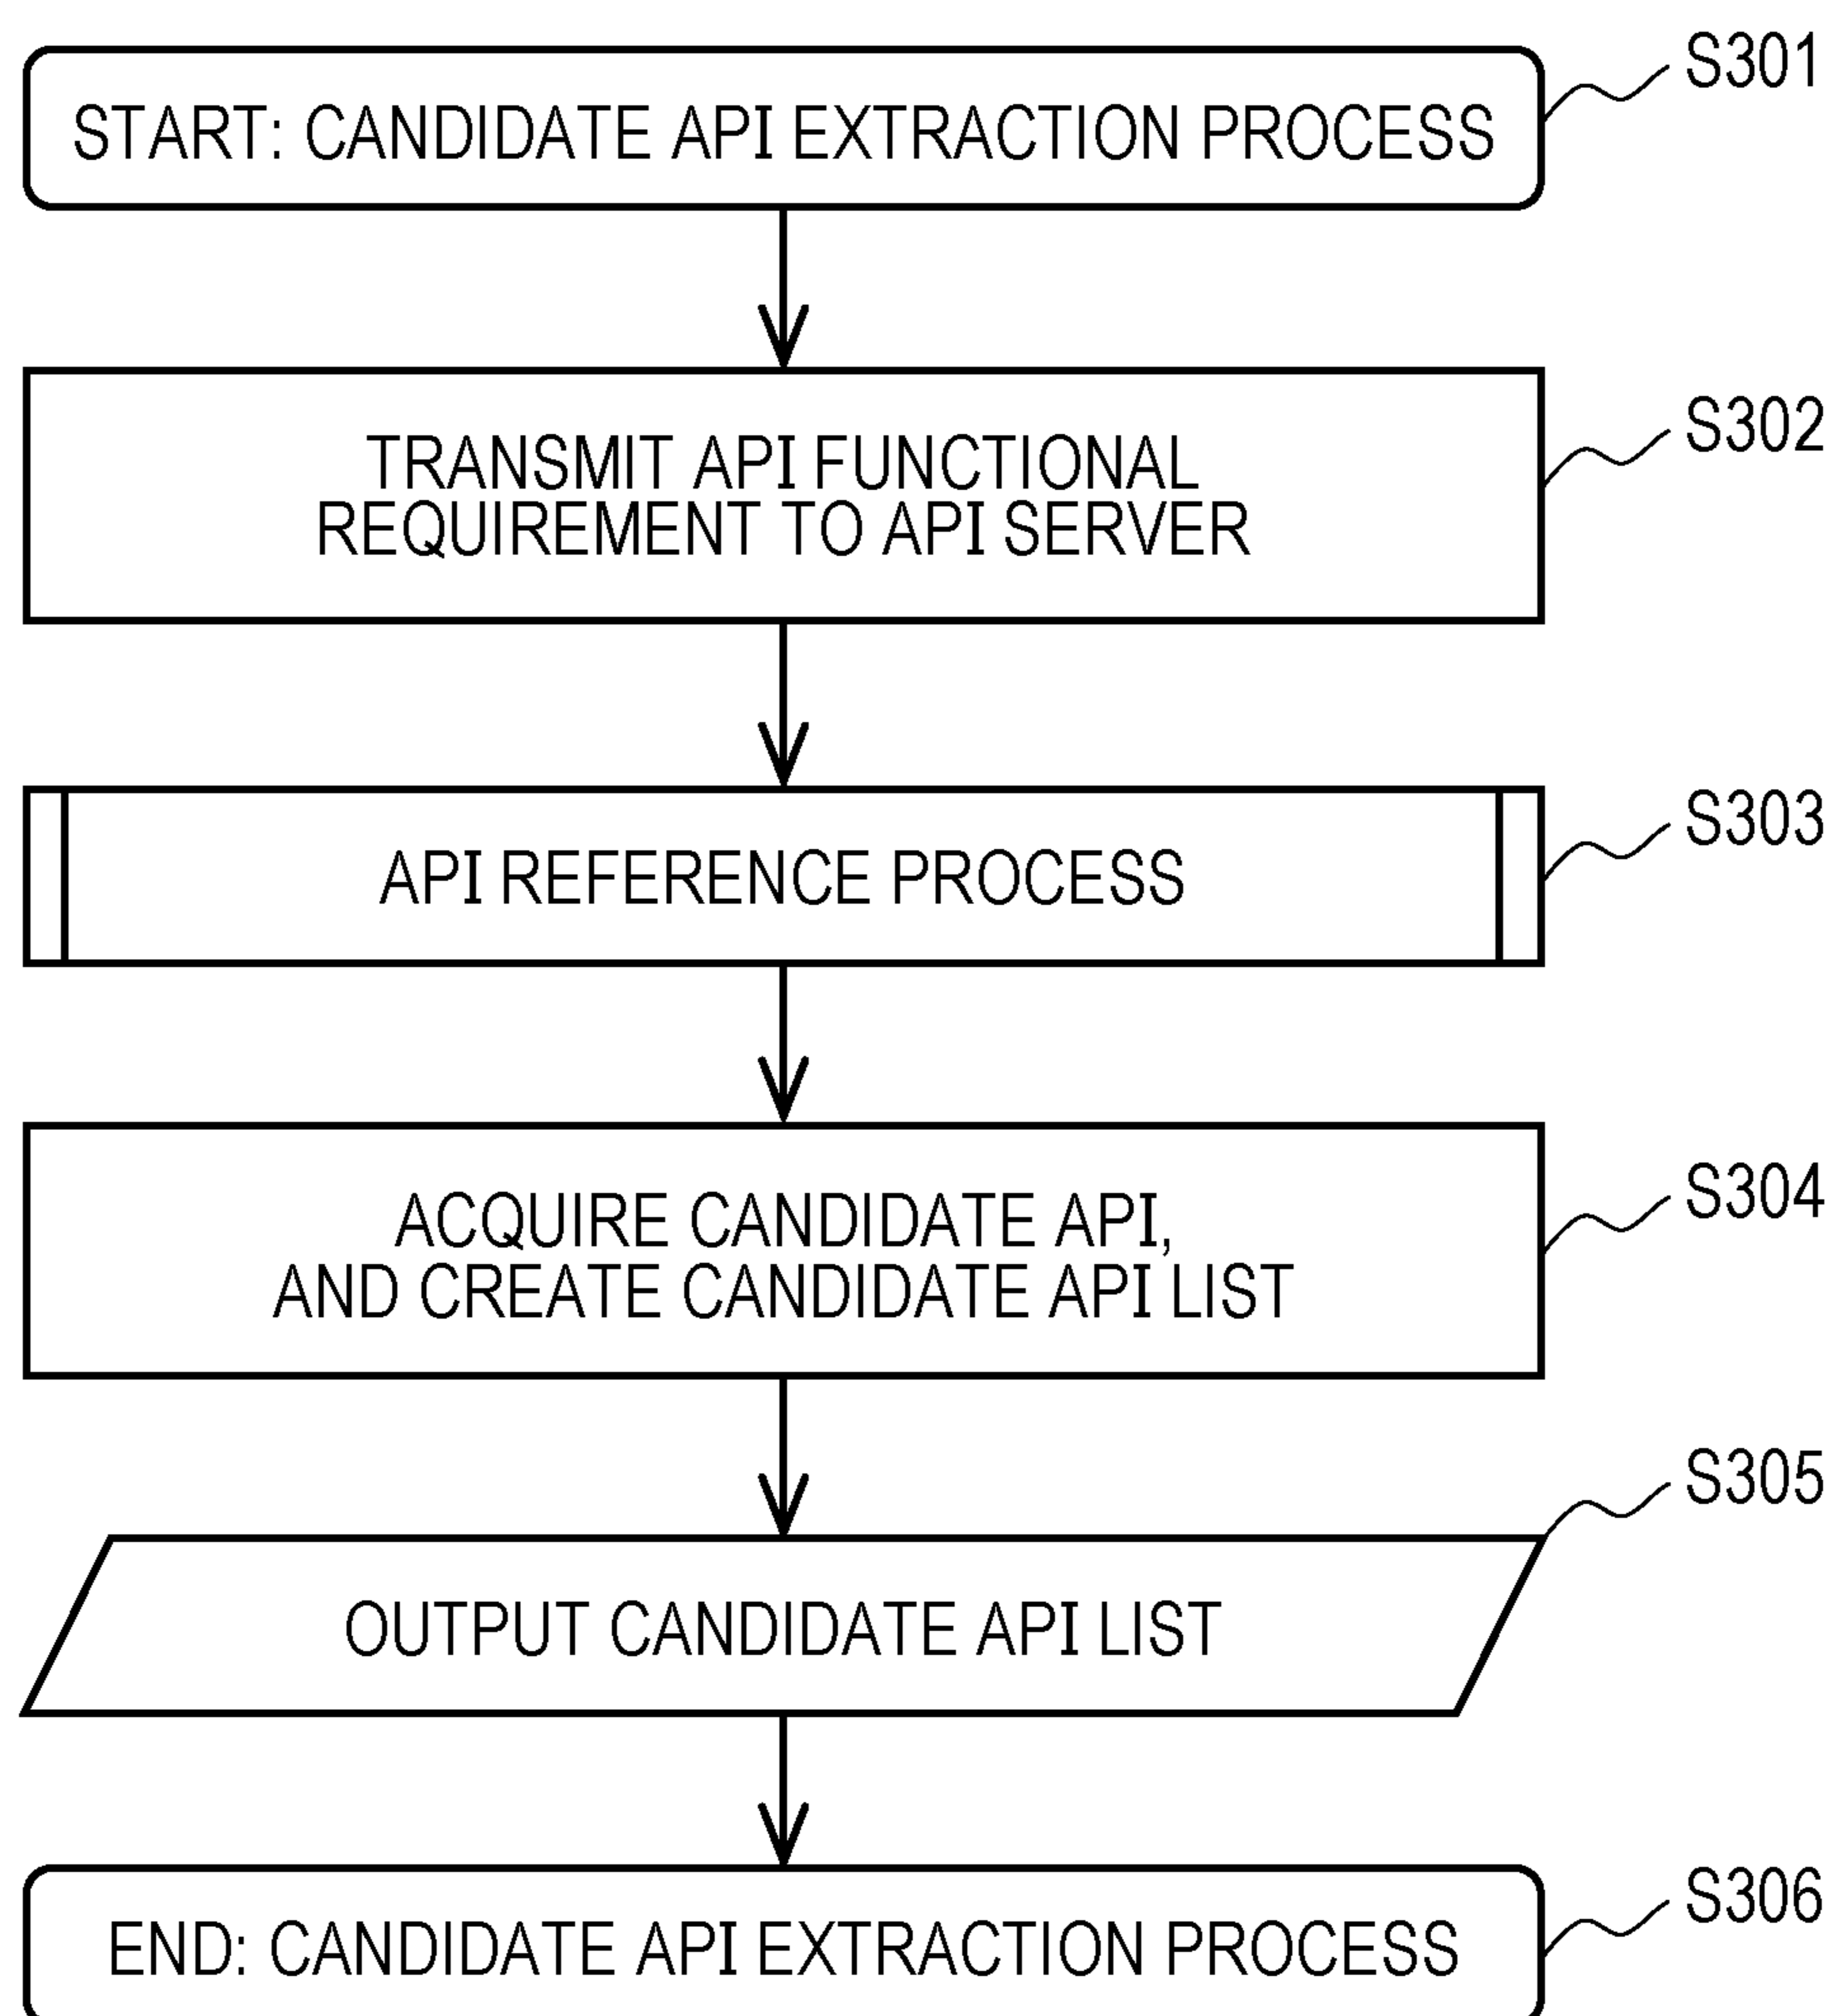 S301
START: CANDIDATE API EXTRACTION PROCESS
S302
TRANSMIT API FUNCTIONAL
REQUIREMENT TO API SERVER
S303
API REFERENCE PROCESS
S304
ACQUIRE CANDIDATE API,
AND CREATE CANDIDATE API LIST
S305
OUTPUT CANDIDATE API LIST
S306
END: CANDIDATE API EXTRACTION PROCESS